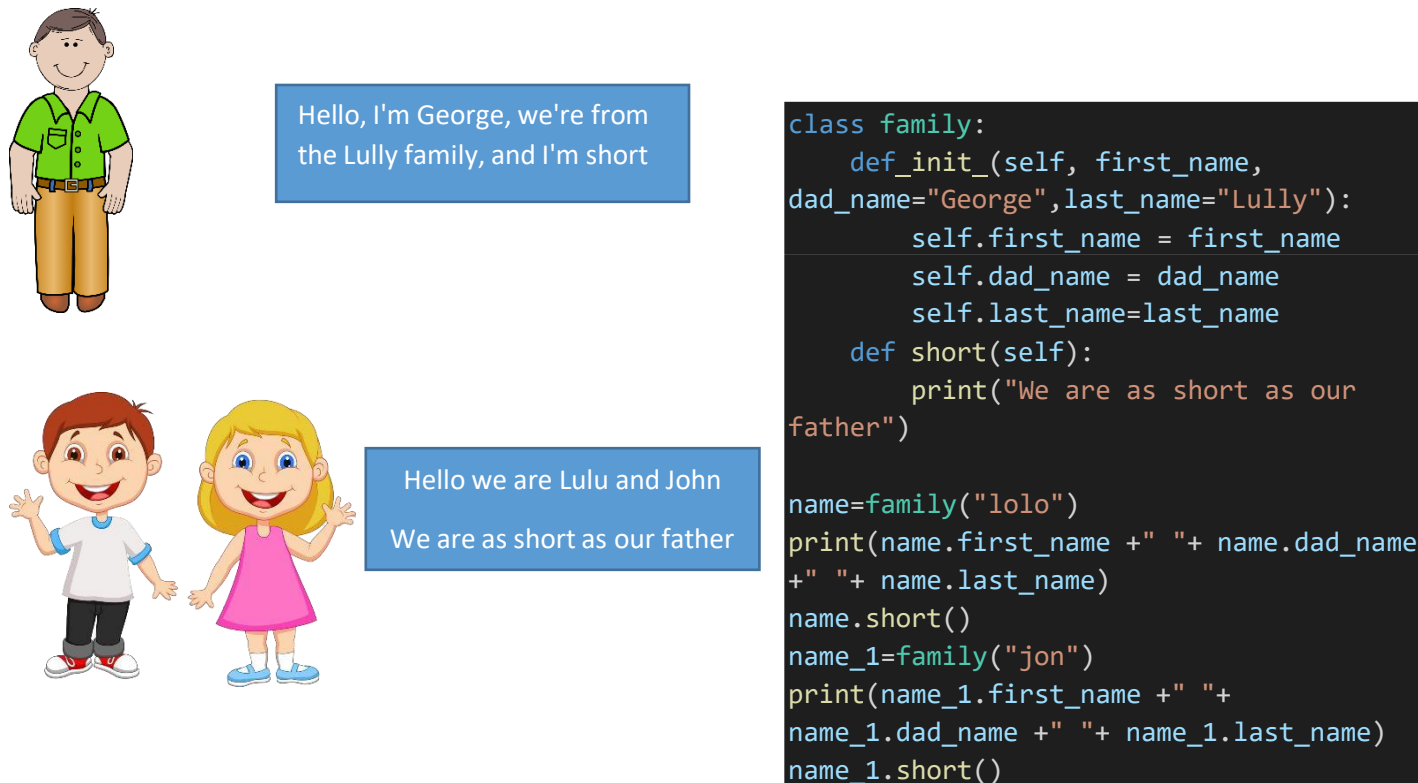 Hello, I'm George, we're from
the Lully family, and I'm short
Hello we are Lulu and John
We are as short as our father
class family:
    def_init_(self, first_name,
dad_name="George",last_name="Lully"):
        self.first_name = first_name
        self.dad_name = dad_name
        self.last_name=last_name
    def short(self):
        print("We are as short as our
father")

name=family("lolo")
print(name.first_name +" "+ name.dad_name
+" "+ name.last_name)
name.short()
name_1=family("jon")
print(name_1.first_name +" "+
name_1.dad_name +" "+ name_1.last_name)
name_1.short()